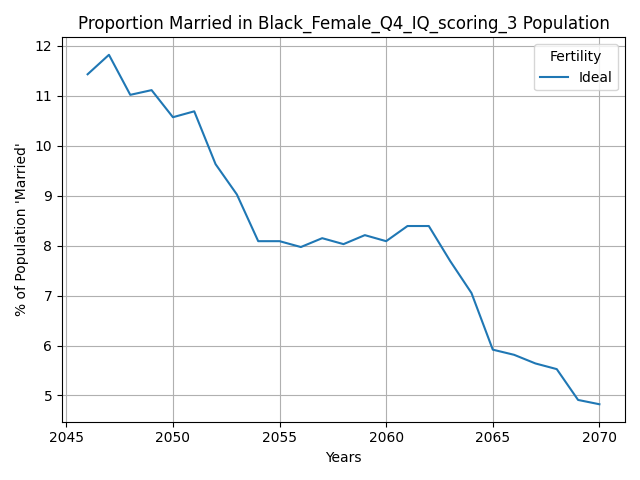 Proportion Married in Black_Female_Q4_IQ_scoring_3 Population
% of Population 'Married'
12
11
10
9
8
7
6
5
Fertility
Ideal
2045 2050 2055 2060 2065 2070
Years